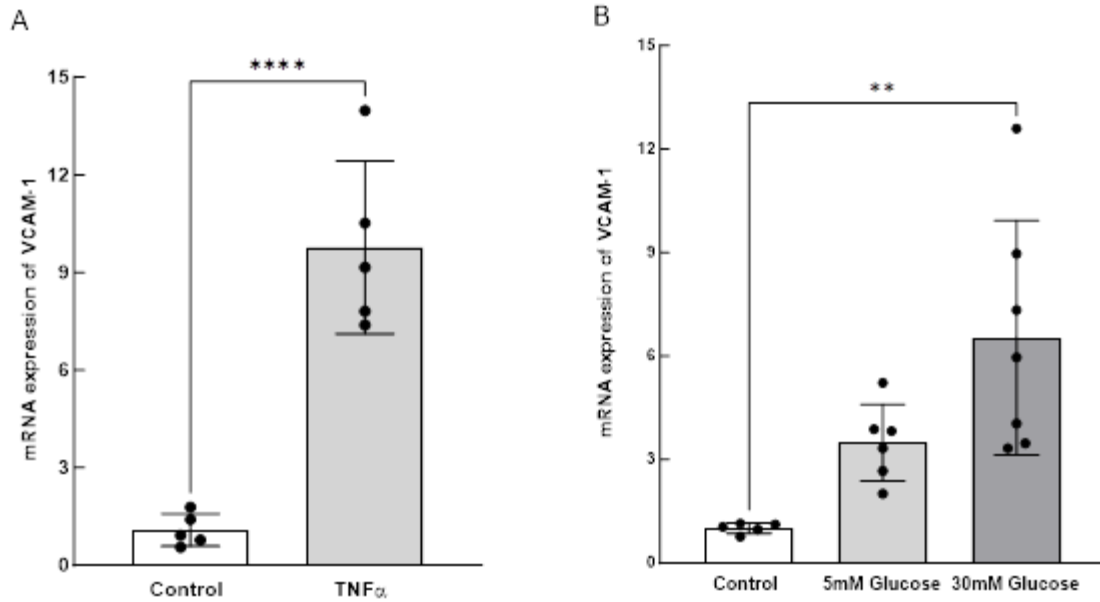 A
mRNA expression of VCAM-1
15
12
9
6
3
0
****
Control
TNFα
B
mRNA expression of VCAM-1
15
12
9
6
3
0
**
Control
5mM Glucose
30mM Glucose